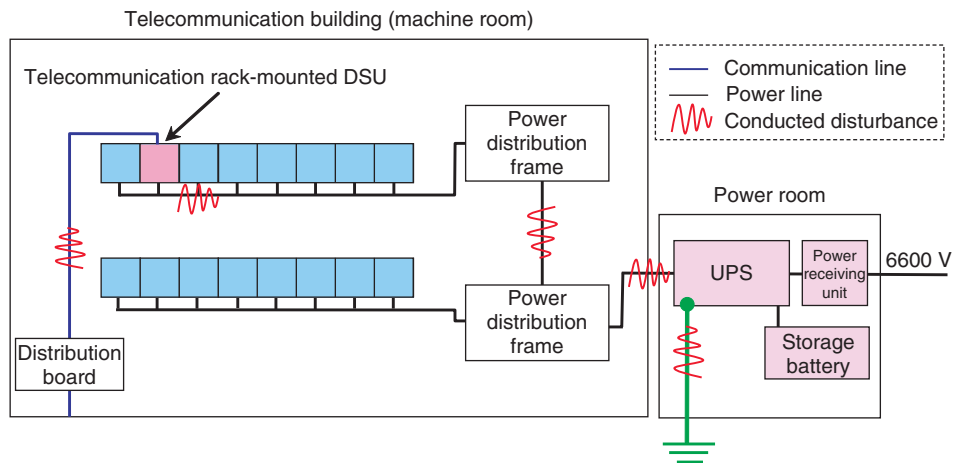 Telecommunication building (machine room)
Telecommunication rack-mounted DSU
Communication line
Power line
Conducted disturbance
Power
distribution
frame
Power room
UPS
Power
receiving
unit
6600 V
Power
distribution
frame
Storage
battery
Distribution
board